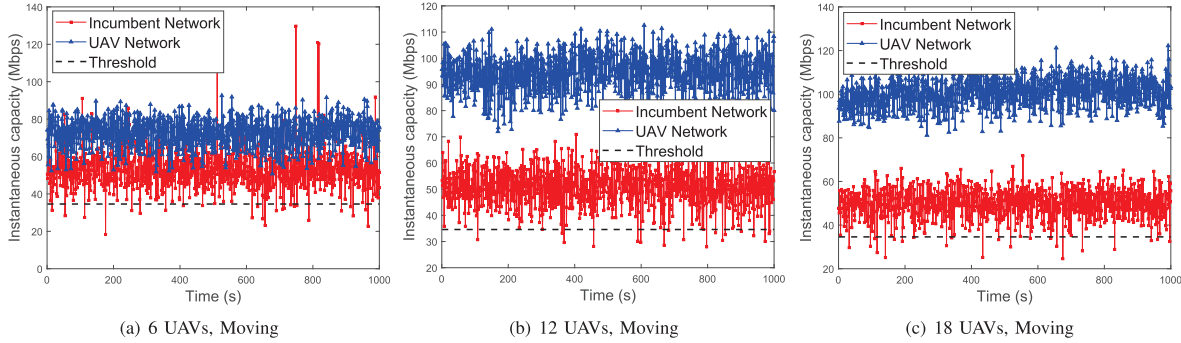 Instantaneous capacity (Mbps)
140
120
100
80
60
40
20
0
0
200
400
600
800
1000
Time (s)
Incumbent Network
UAV Network
Threshold
(a) 6 UAVs, Moving
Instantaneous capacity (Mbps)
120
110
100
90
80
70
60
50
40
30
20
0
200
400
600
800
1000
Time (s)
Incumbent Network
UAV Network
Threshold
(b) 12 UAVs, Moving
Instantaneous capacity (Mbps)
140
120
100
80
60
40
20
0
200
400
600
800
1000
Time (s)
Incumbent Network
UAV Network
Threshold
(c) 18 UAVs, Moving